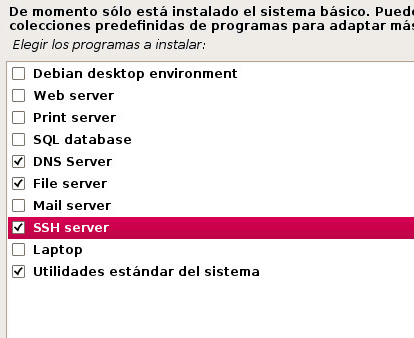 De momento sólo está instalado el sistema básico. Puede
colecciones predefinidas de programas para adaptar más
Elegir los programas a instalar:
Debian desktop environment
Web server
Print server
SQL database
DNS Server
File server
Mail server
SSH server
Laptop
Utilidades estándar del sistema